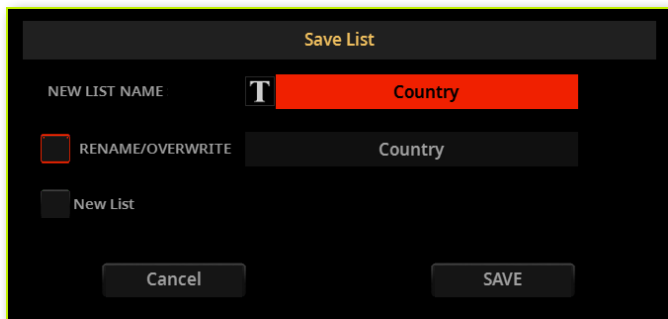 Save List
NEW LIST NAME T Country
RENAME/OVERWRITE Country
New List
Cancel SAVE